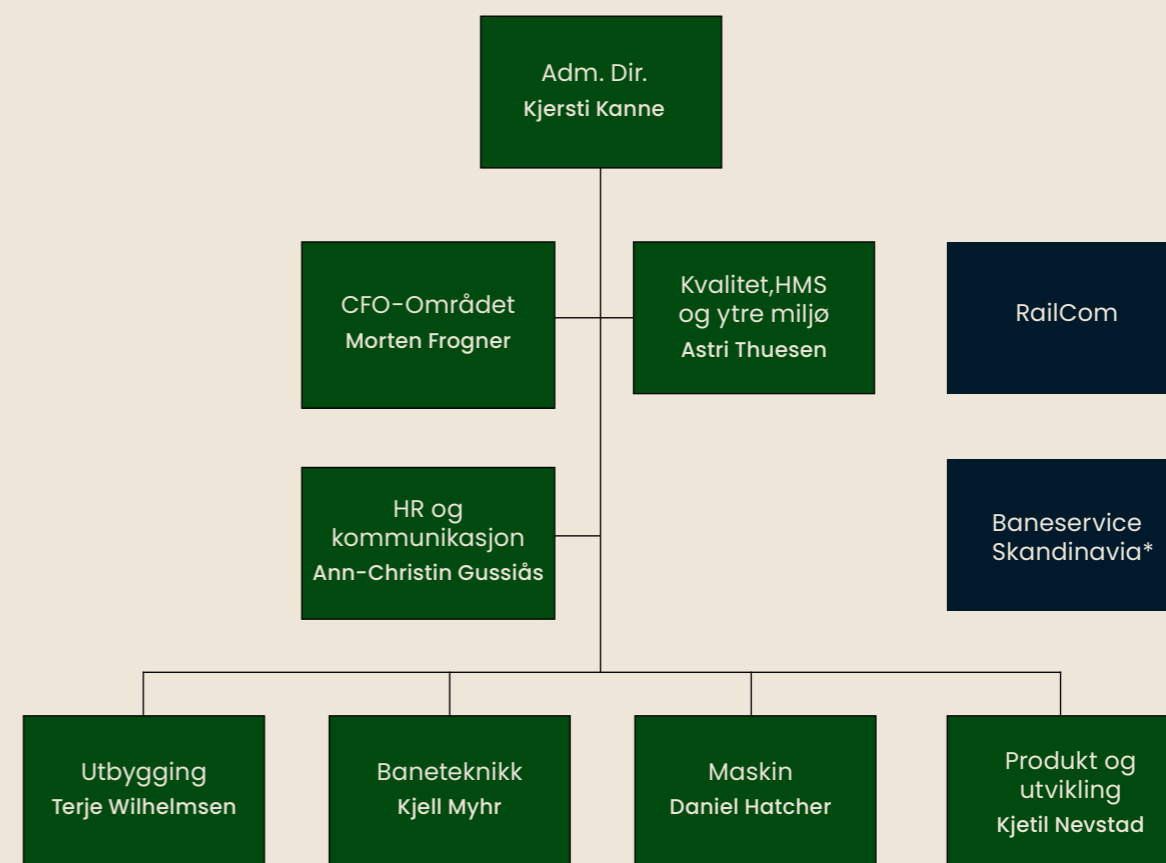 Adm. Dir.
Kjersti Kanne
CFO-Området
Morten Frogner
Kvalitet,HMS
og ytre miljø
Astri Thuesen
RailCom
HR og
kommunikasjon
Ann-Christin Gussiås
Baneservice
Skandinavia*
Utbygging
Terje Wilhelmsen
Baneteknikk
Kjell Myhr
Maskin
Daniel Hatcher
Produkt og
utvikling
Kjetil Nevstad